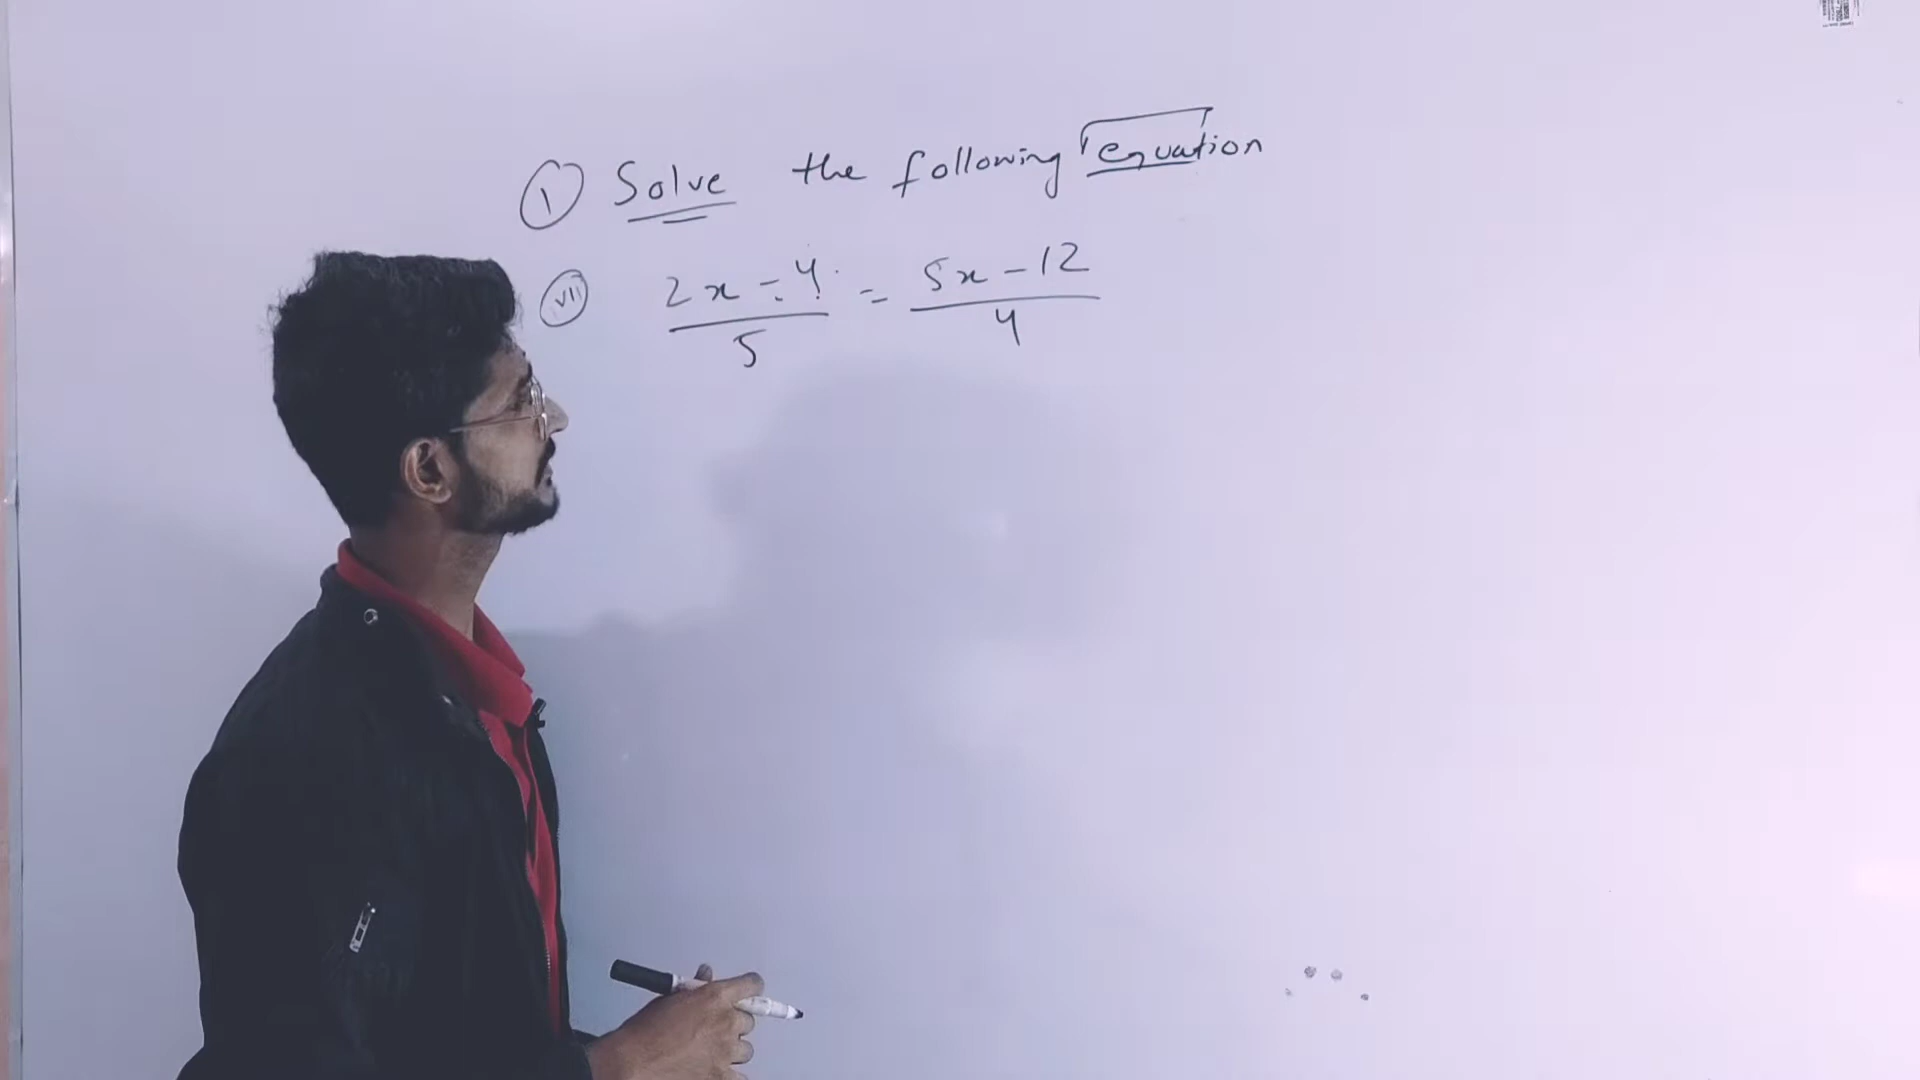 ① Solve the following equation
VII 2x - 4 / 5 = 5x - 12 / 4